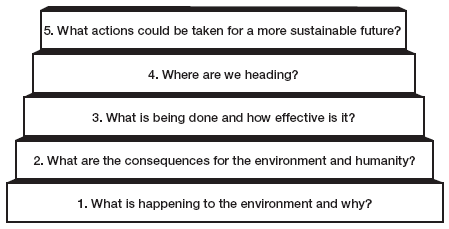 5. What actions could be taken for a more sustainable future?
4. Where are we heading?
3. What is being done and how effective is it?
2. What are the consequences for the environment and humanity?
1. What is happening to the environment and why?